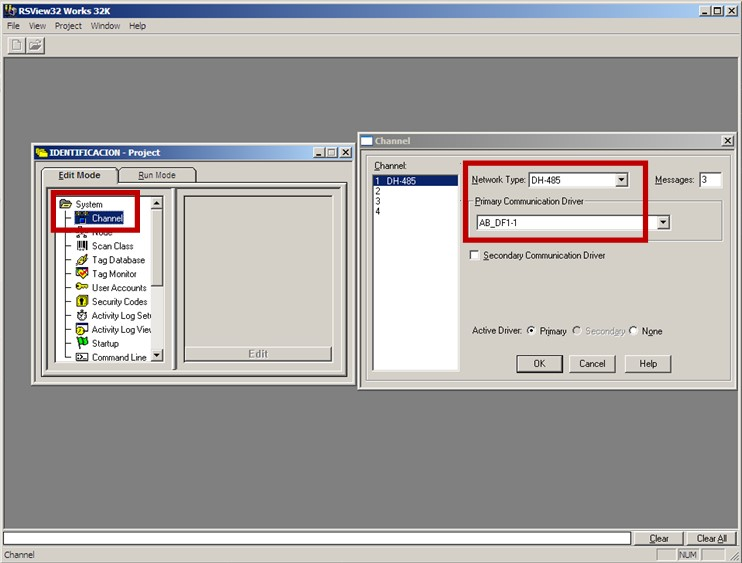 RSView32 Works 32K
File View Project Window Help
IDENTIFICACION - Project
Edit Mode Run Mode
System
Channel
Node
Scan Class
Tag Database
Tag Monitor
User Accounts
Security Codes
Activity Log Setu
Activity Log View
Startup
Command Line
Edit
Channel
Channel:
1 DH-485
2
3
4
Network Type: DH-485 Messages: 3
Primary Communication Driver
AB_DF1-1
Secondary Communication Driver
Active Driver: Primary Secondary None
OK Cancel Help
Clear Clear All
Channel NUM